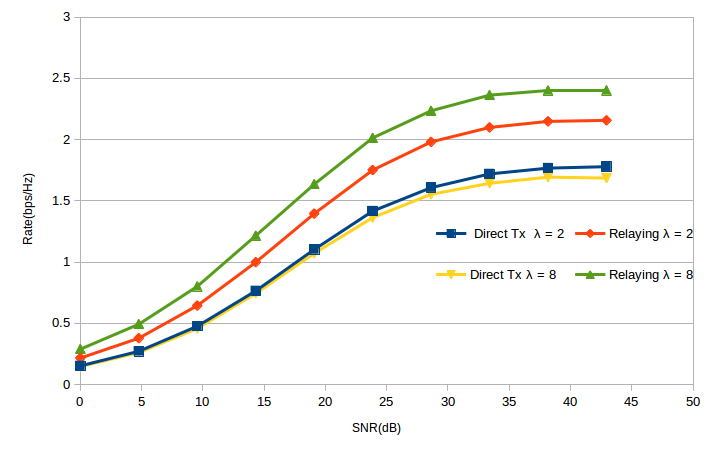 3
2.5
2
1.5
1
0.5
0
Rate(bps/Hz)
Direct Tx λ = 2
Relaying λ = 2
Direct Tx λ = 8
Relaying λ = 8
0 5 10 15 20 25 30 35 40 45 50
SNR(dB)